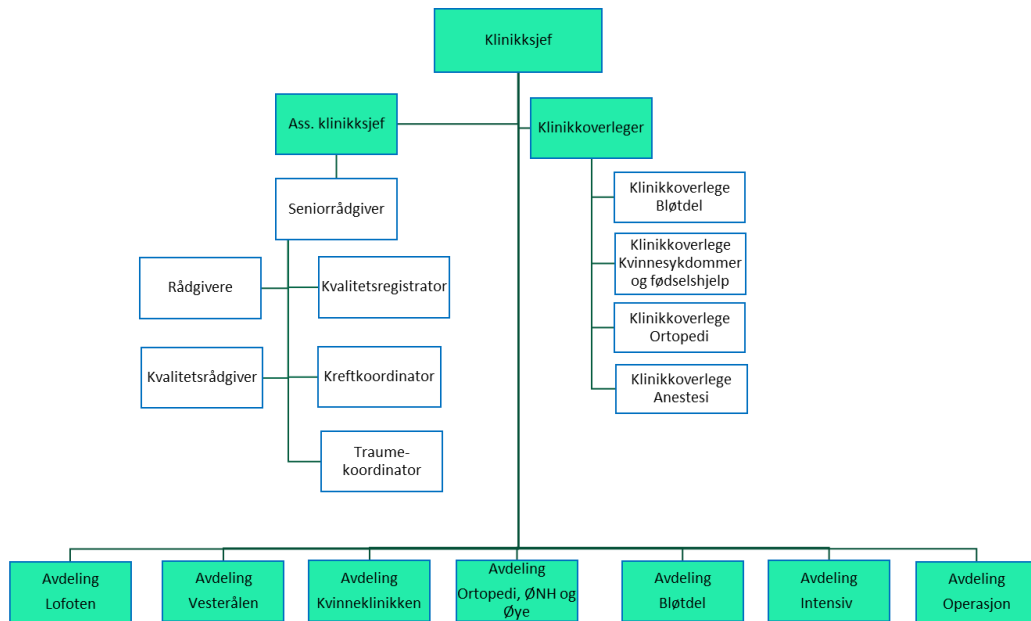 Klinikksjef
Ass. klinikksjef
Klinikkoverleger
Seniorrådgiver
Klinikkoverlege
Bløtdel
Klinikkoverlege
Kvinnesykdommer
og fødselshjelp
Rådgivere
Kvalitetsregistrator
Klinikkoverlege
Ortopedi
Kvalitetsrådgiver
Kreftkoordinator
Klinikkoverlege
Anestesi
Traume-
koordinator
Avdeling
Lofoten
Avdeling
Vesterålen
Avdeling
Kvinneklinikken
Avdeling
Ortopedi, ØNH og
Øye
Avdeling
Bløtdel
Avdeling
Intensiv
Avdeling
Operasjon